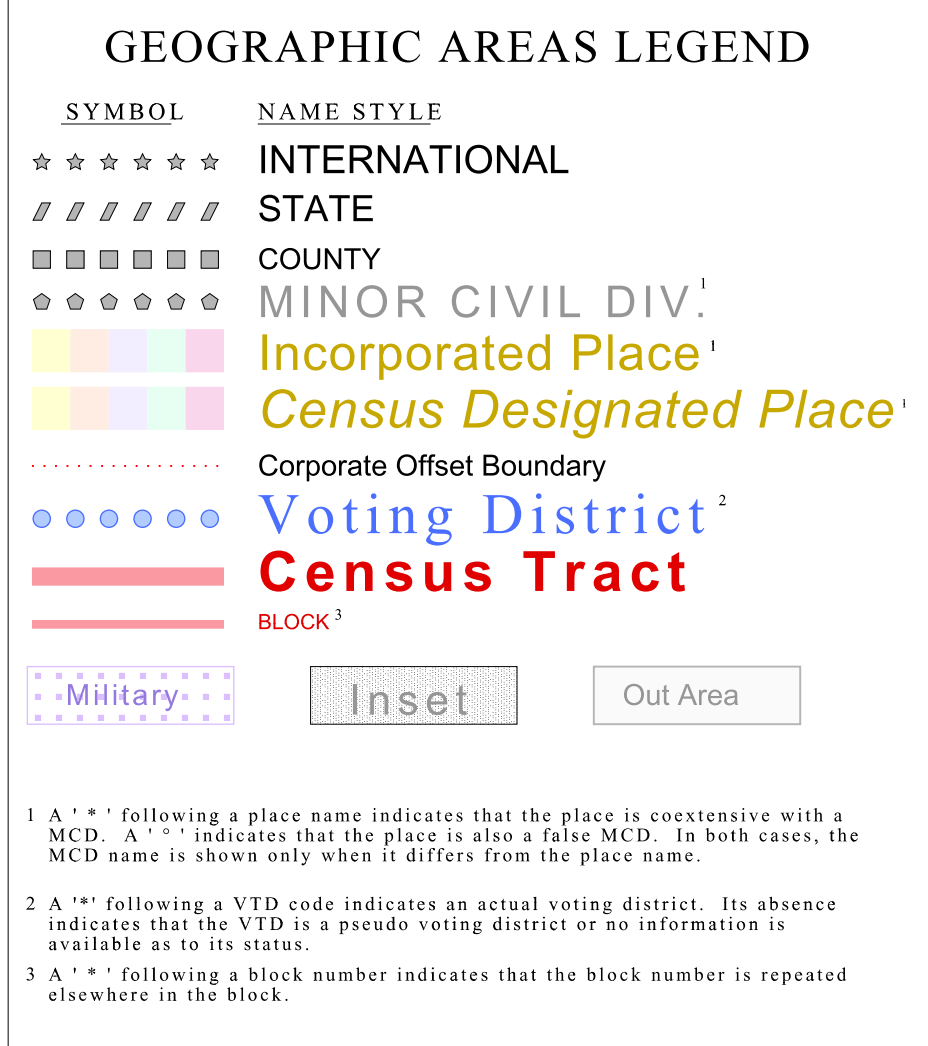 GEOGRAPHIC AREAS LEGEND
SYMBOL NAME STYLE
INTERNATIONAL
STATE
COUNTY
MINOR CIVIL DIV. 1
Incorporated Place 1
Census Designated Place 1
Corporate Offset Boundary
Voting District 2
Census Tract
BLOCK 3
Military Inset Out Area
1 A ' * ' following a place name indicates that the place is coextensive with a
MCD. A ' ° ' indicates that the place is also a false MCD. In both cases, the
MCD name is shown only when it differs from the place name.
2 A '*' following a VTD code indicates an actual voting district. Its absence
indicates that the VTD is a pseudo voting district or no information is
available as to its status.
3 A ' * ' following a block number indicates that the block number is repeated
elsewhere in the block.